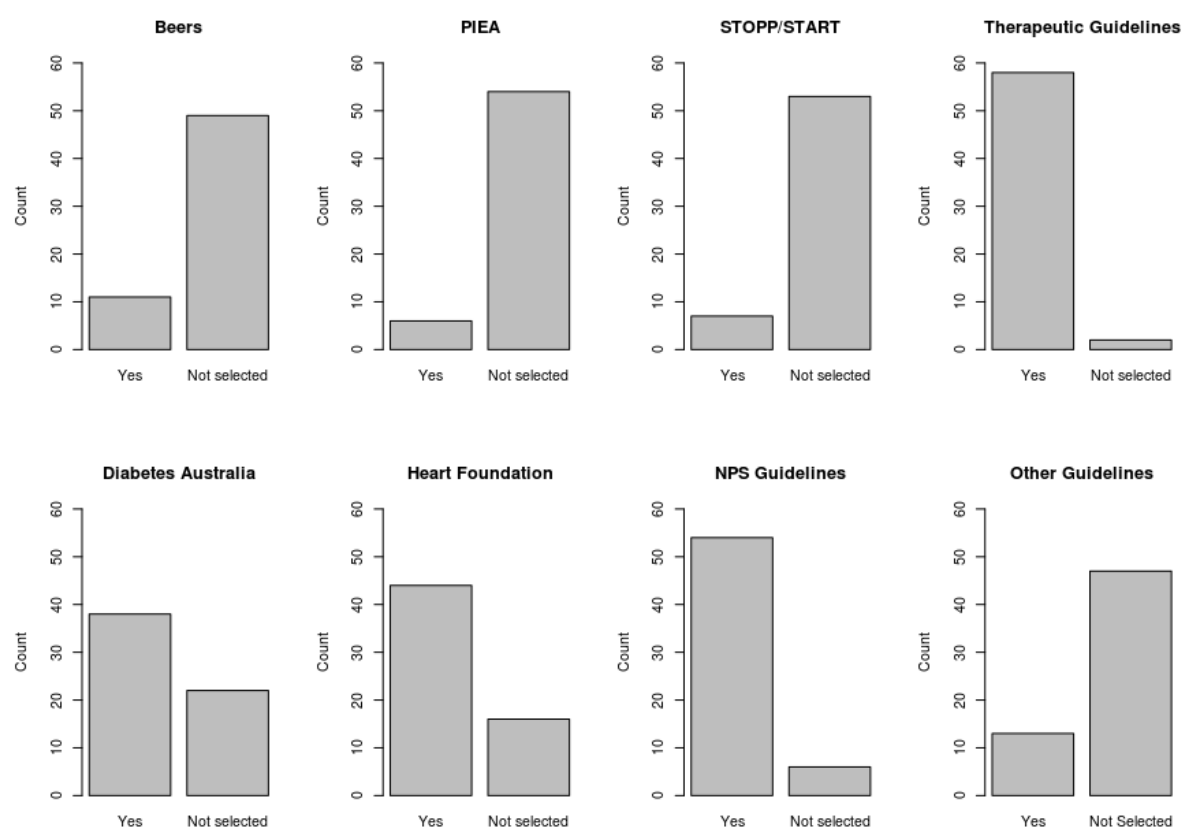 Beers
PIEA
STOPP/START
Therapeutic Guidelines
Count
0 10 20 30 40 50 60
Yes Not selected
Count
0 10 20 30 40 50 60
Yes Not selected
Count
0 10 20 30 40 50 60
Yes Not selected
Count
0 10 20 30 40 50 60
Yes Not selected
Diabetes Australia
Heart Foundation
NPS Guidelines
Other Guidelines
Count
0 10 20 30 40 50 60
Yes Not selected
Count
0 10 20 30 40 50 60
Yes Not selected
Count
0 10 20 30 40 50 60
Yes Not selected
Count
0 10 20 30 40 50 60
Yes Not Selected